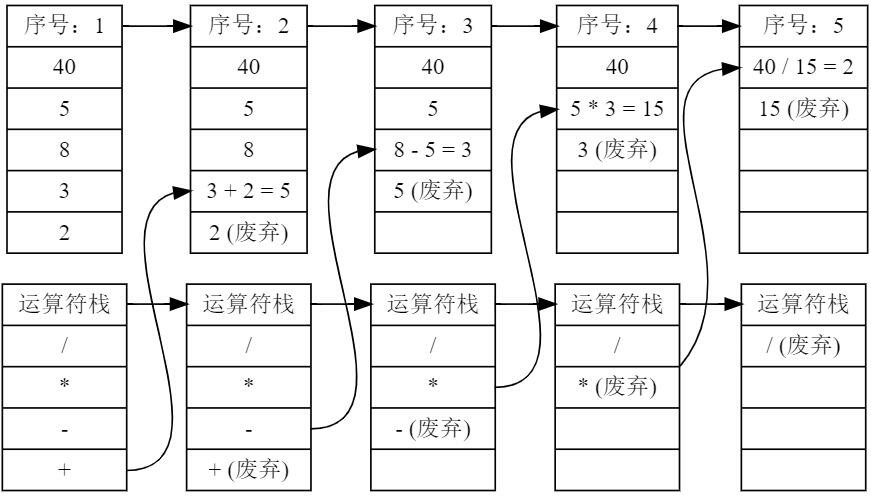 序号：1
40
5
8
3
2
序号：2
40
5
8
3 + 2 = 5
2 (废弃)
序号：3
40
5
8 - 5 = 3
5 (废弃)
序号：4
40
5 * 3 = 15
3 (废弃)
序号：5
40 / 15 = 2
15 (废弃)
运算符栈
/
*
-
+
运算符栈
/
*
-
+ (废弃)
运算符栈
/
*
- (废弃)
运算符栈
/
* (废弃)
运算符栈
/ (废弃)